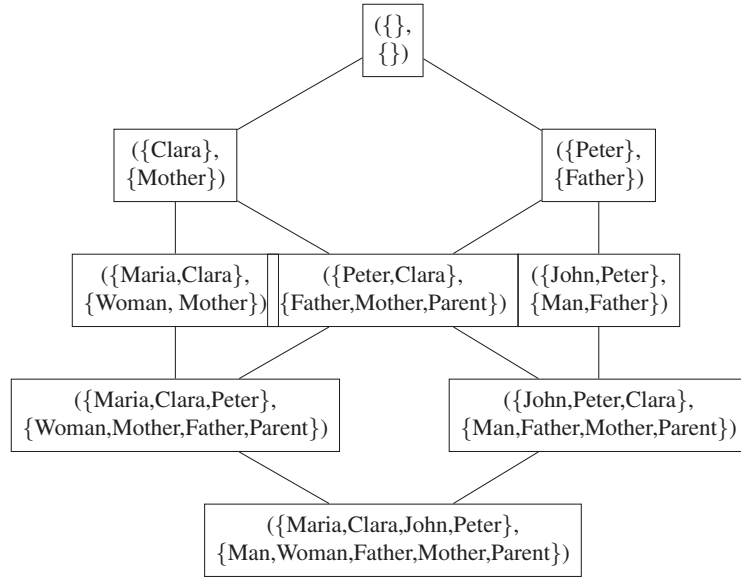 ({},
{})
({Clara},
{Mother})
({Peter},
{Father})
({Maria,Clara},
{Woman, Mother})
({Peter,Clara},
{Father,Mother,Parent})
({John,Peter},
{Man,Father})
({Maria,Clara,Peter},
{Woman,Mother,Father,Parent})
({John,Peter,Clara},
{Man,Father,Mother,Parent})
({Maria,Clara,John,Peter},
{Man,Woman,Father,Mother,Parent})